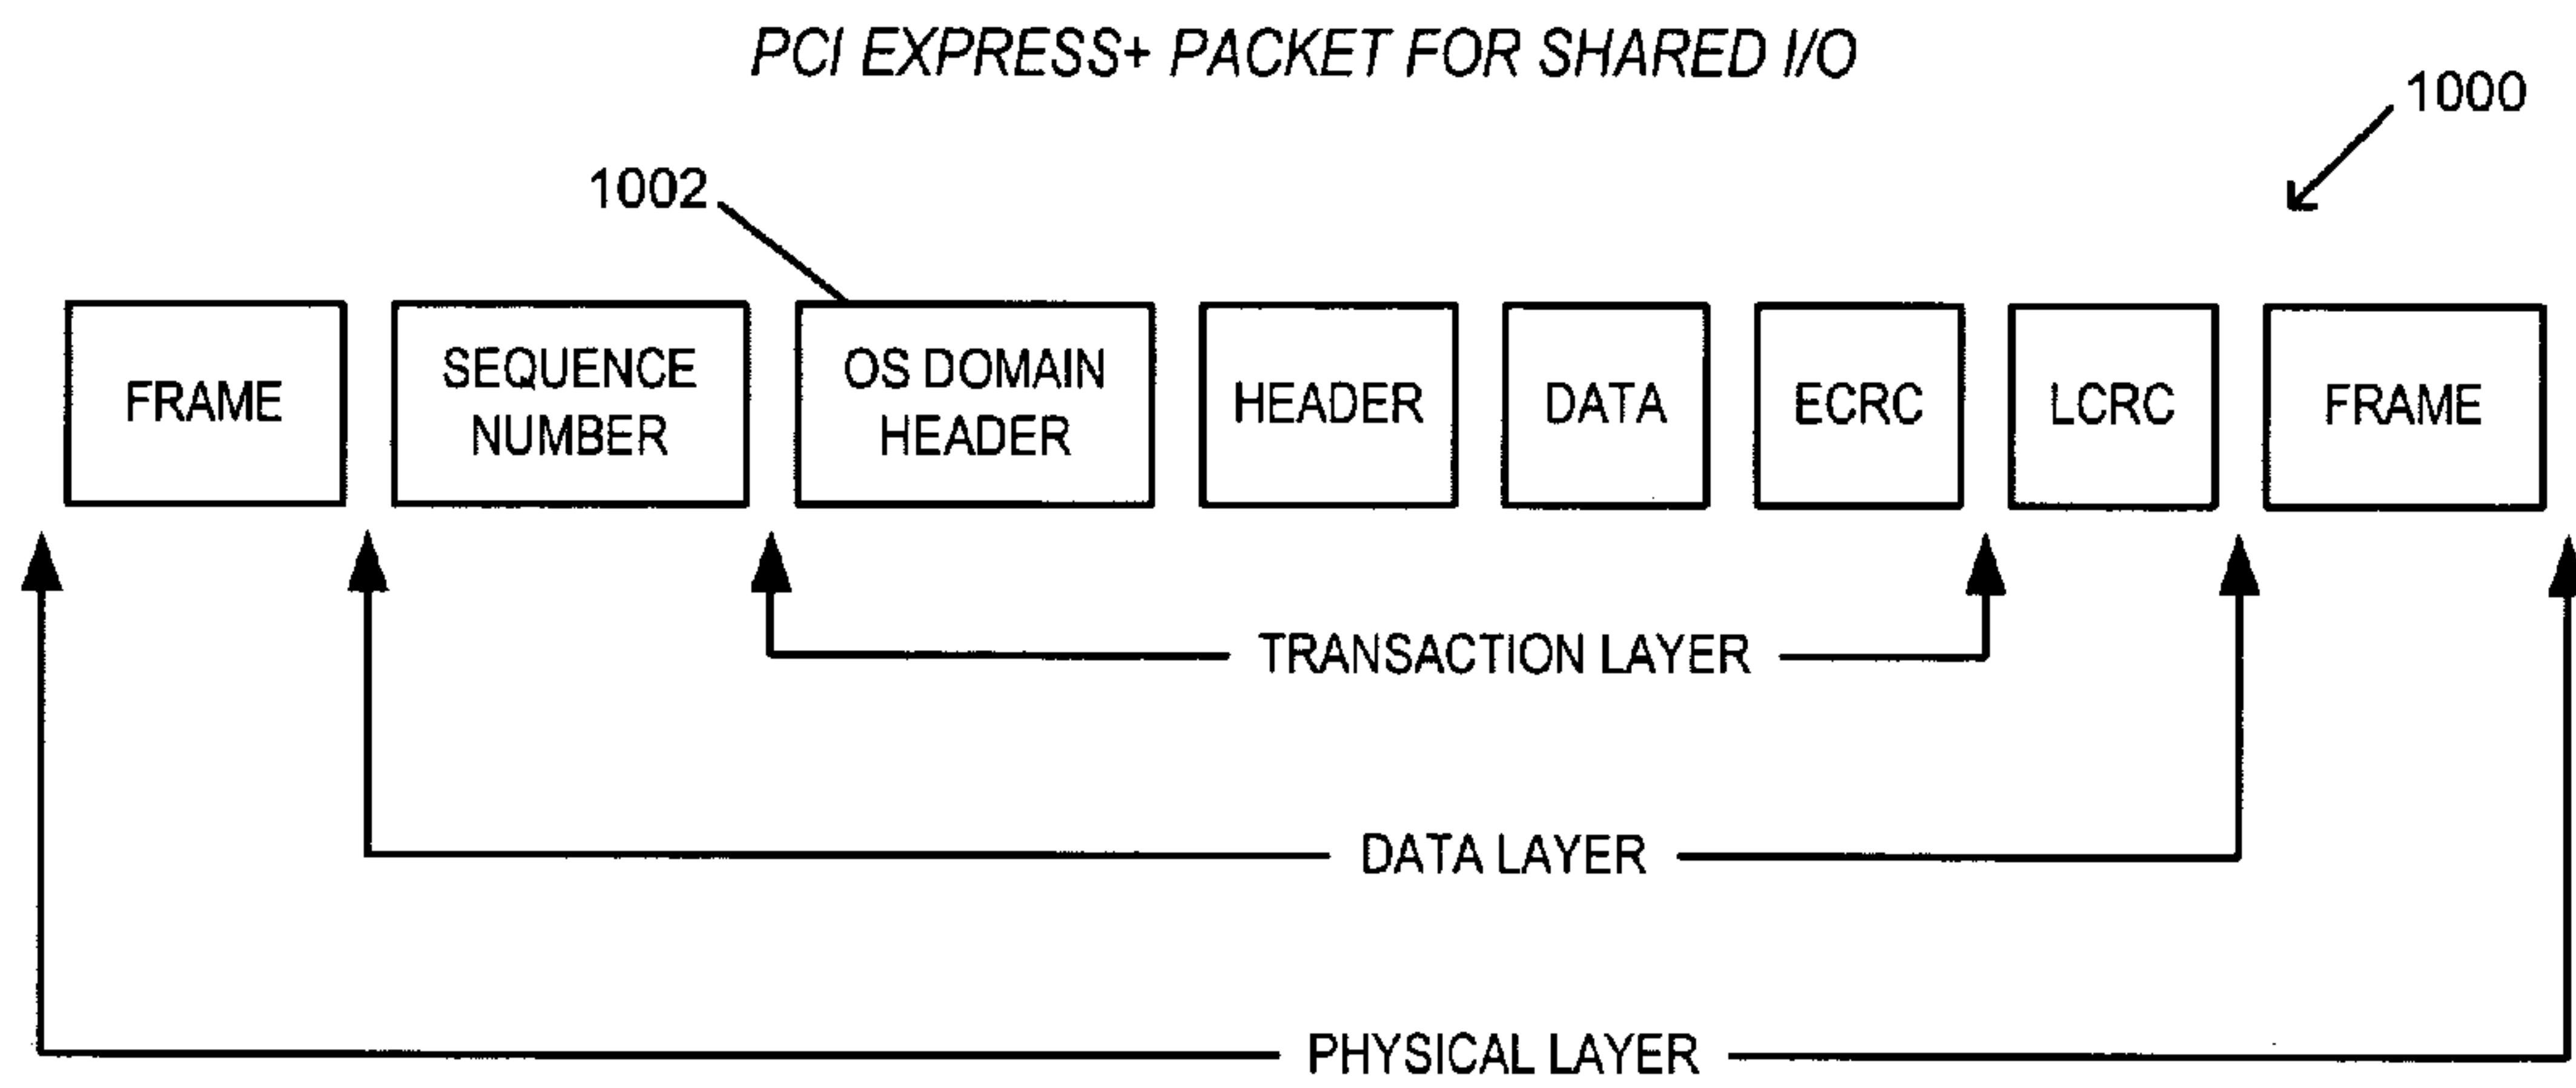 PCI EXPRESS+ PACKET FOR SHARED I/O
1000
1002
FRAME
SEQUENCE
NUMBER
OS DOMAIN
HEADER
HEADER
DATA
ECRC
LCRC
FRAME
TRANSACTION LAYER
DATA LAYER
PHYSICAL LAYER